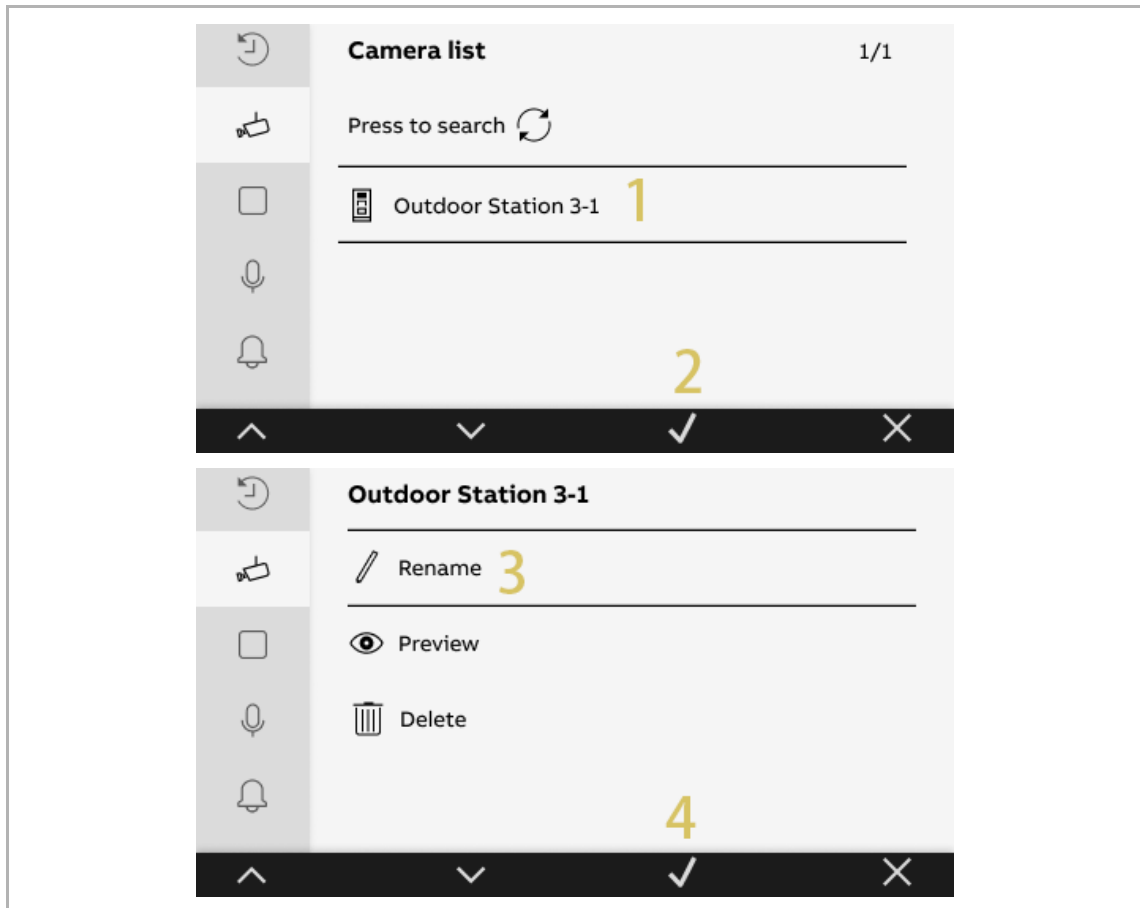 Camera list 1/1
Press to search
Outdoor Station 3-1 1
2
Outdoor Station 3-1
Rename 3
Preview
Delete
4